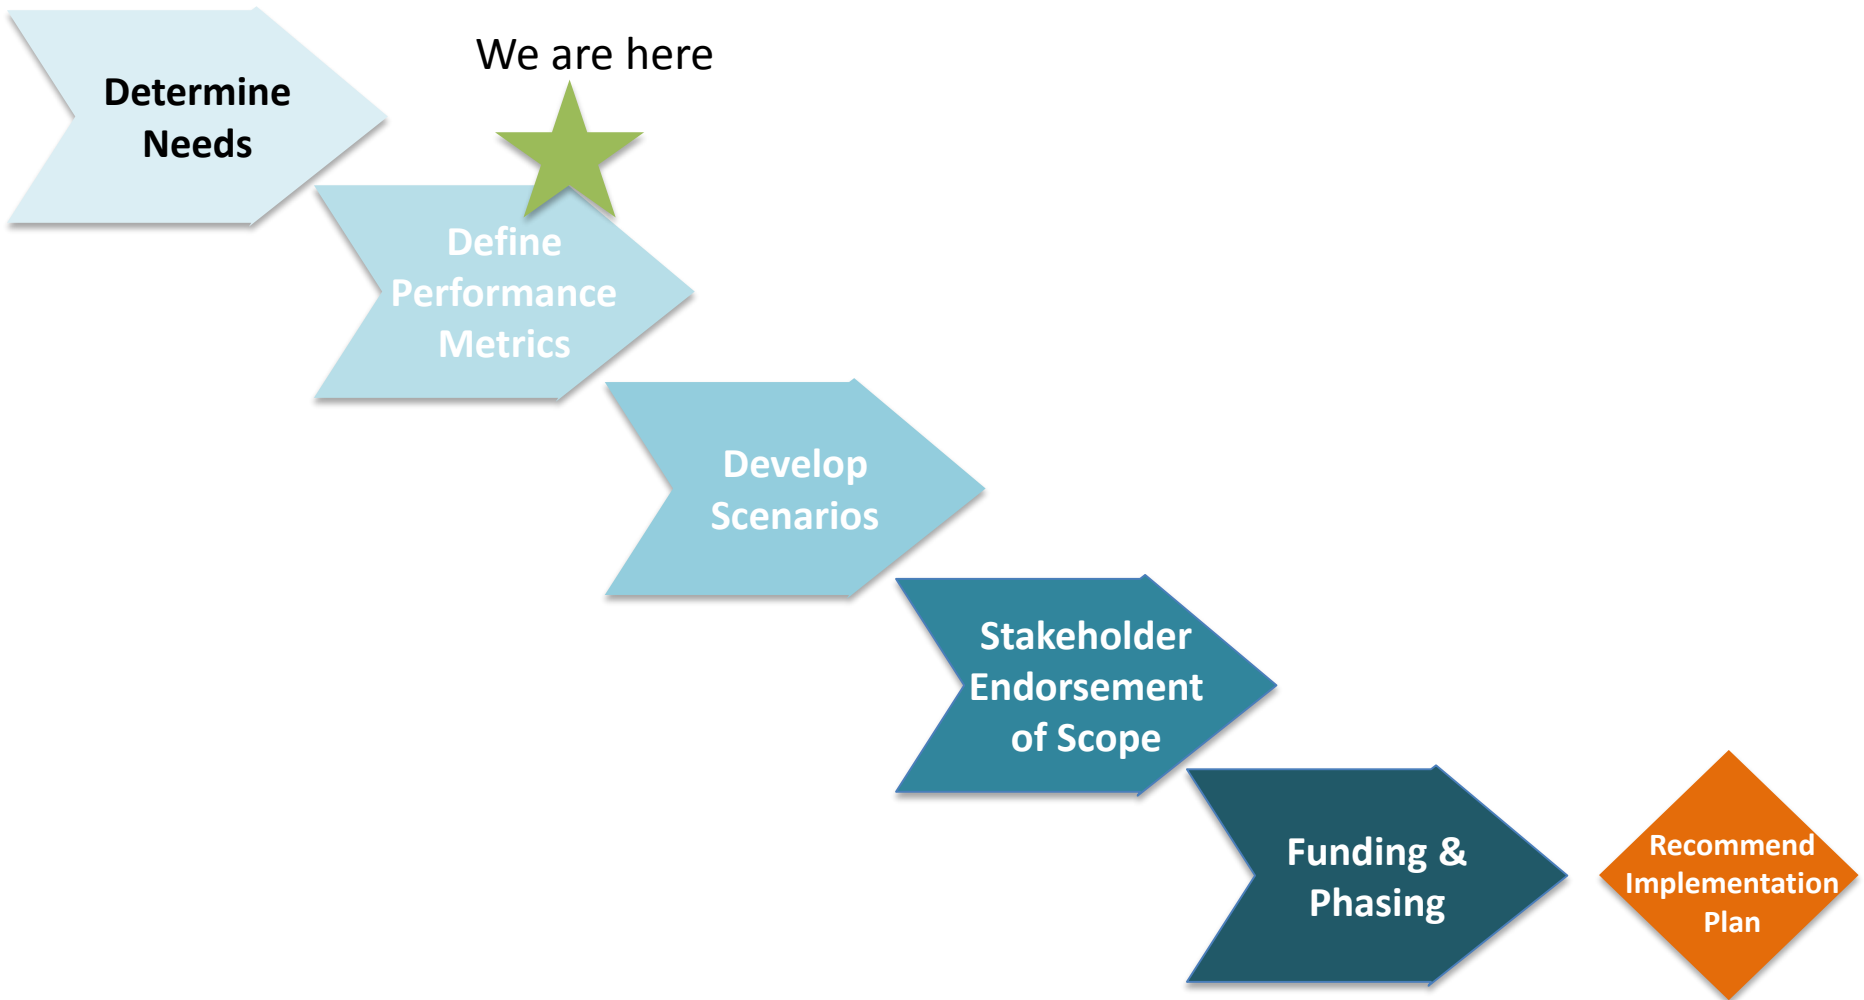 We are here
Determine
Needs
Define
Performance
Metrics
Develop
Scenarios
Stakeholder
Endorsement
of Scope
Funding &
Phasing
Recommend
Implementation
Plan